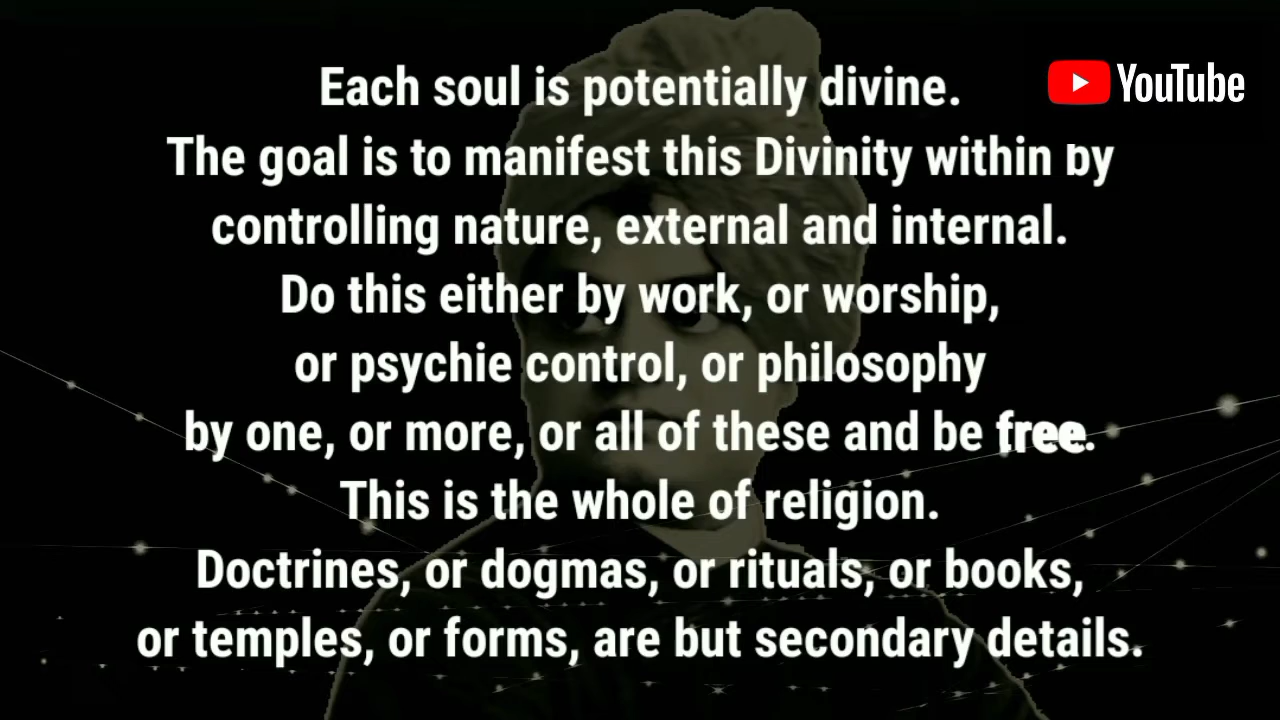 Each soul is potentially divine.
YouTube
The goal is to manifest this Divinity within by
controlling nature, external and internal.
Do this either by work, or worship,
or psychie control, or philosophy
by one, or more, or all of these and be free.
This is the whole of religion.
Doctrines, or dogmas, or rituals, or books,
or temples, or forms, are but secondary details.